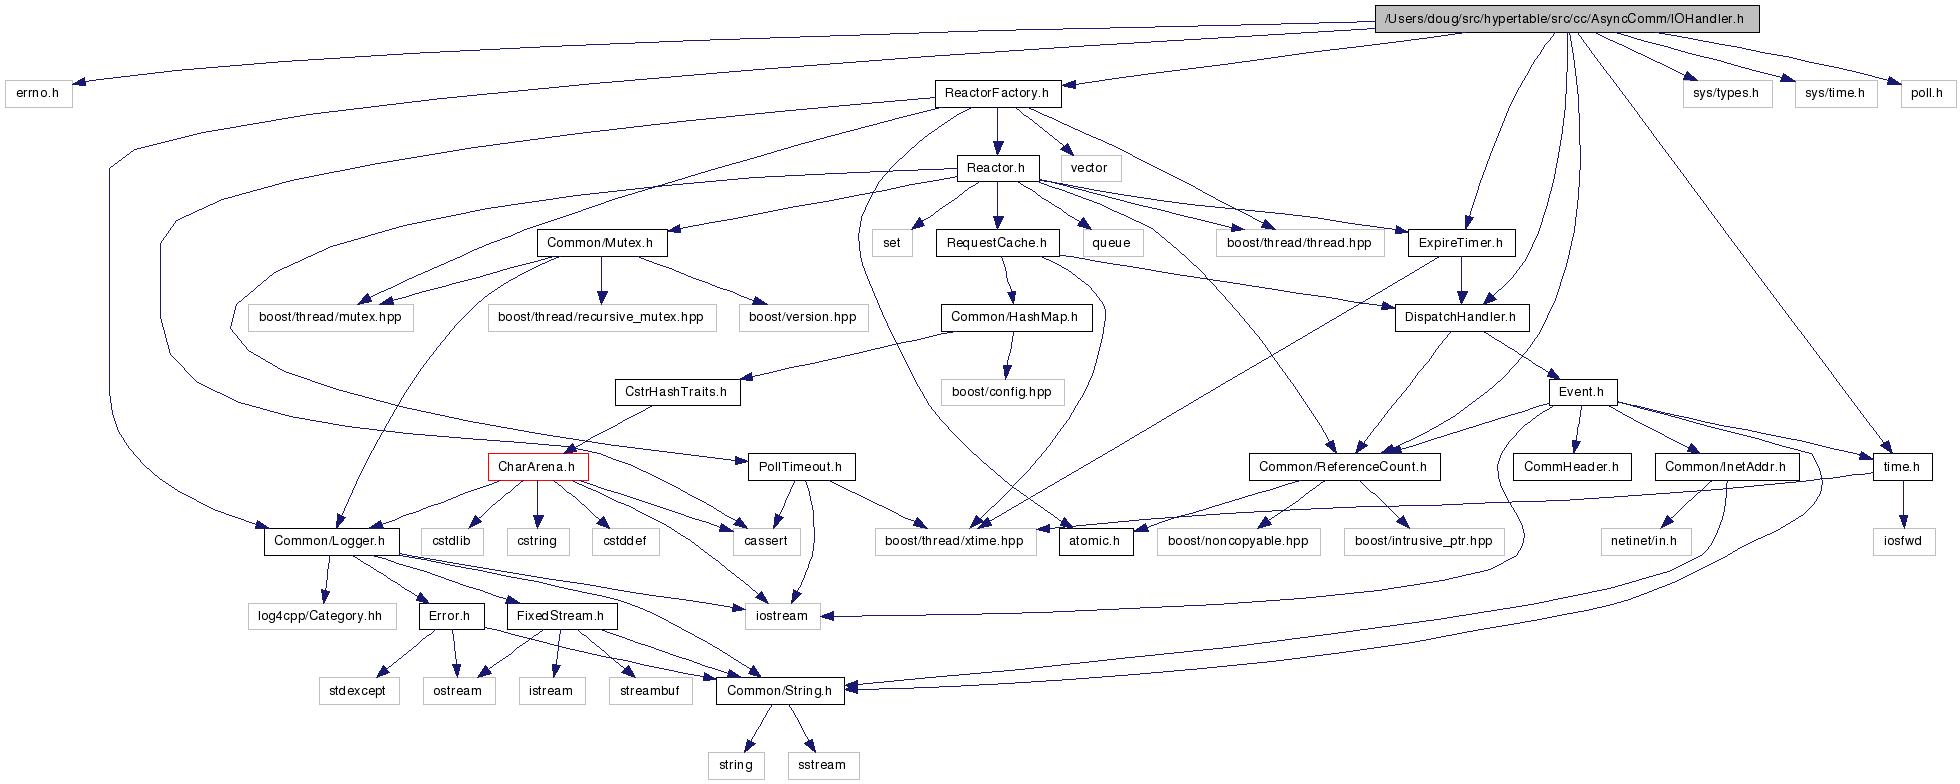 /Users/doug/src/hypertable/src/cc/AsyncComm/IOHandler.h
errno.h
ReactorFactory.h
sys/types.h
sys/time.h
poll.h
Reactor.h
vector
Common/Mutex.h
set
RequestCache.h
queue
boost/thread/thread.hpp
ExpireTimer.h
boost/thread/mutex.hpp
boost/thread/recursive_mutex.hpp
boost/version.hpp
Common/HashMap.h
DispatchHandler.h
CstrHashTraits.h
boost/config.hpp
Event.h
CharArena.h
PollTimeout.h
Common/ReferenceCount.h
CommHeader.h
Common/InetAddr.h
time.h
Common/Logger.h
cstdlib
cstring
cstddef
cassert
boost/thread/xtime.hpp
atomic.h
boost/noncopyable.hpp
boost/intrusive_ptr.hpp
netinet/in.h
iosfwd
log4cpp/Category.hh
Error.h
FixedStream.h
iostream
stdexcept
ostream
istream
streambuf
Common/String.h
string
sstream